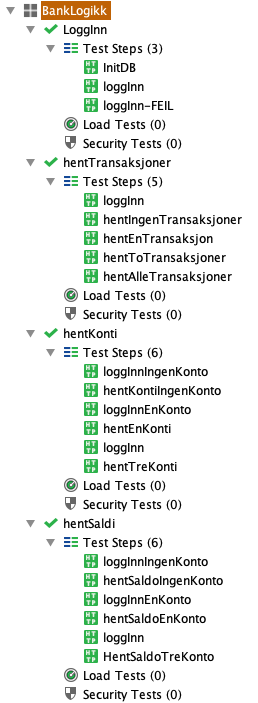 BankLogikk
LoggInn
Test Steps (3)
InitDB
loggInn
loggInn-FEIL
Load Tests (0)
Security Tests (0)
hentTransaksjoner
Test Steps (5)
loggInn
hentIngenTransaksjoner
hentEnTransaksjon
hentToTransaksjoner
hentAlleTransaksjoner
Load Tests (0)
Security Tests (0)
hentKonti
Test Steps (6)
loggInnIngenKonto
hentKontiIngenKonto
loggInnEnKonto
hentEnKonti
loggInn
hentTreKonti
Load Tests (0)
Security Tests (0)
hentSaldi
Test Steps (6)
loggInnIngenKonto
hentSaldoIngenKonto
loggInnEnKonto
hentSaldoEnKonto
loggInn
HentSaldoTreKonto
Load Tests (0)
Security Tests (0)